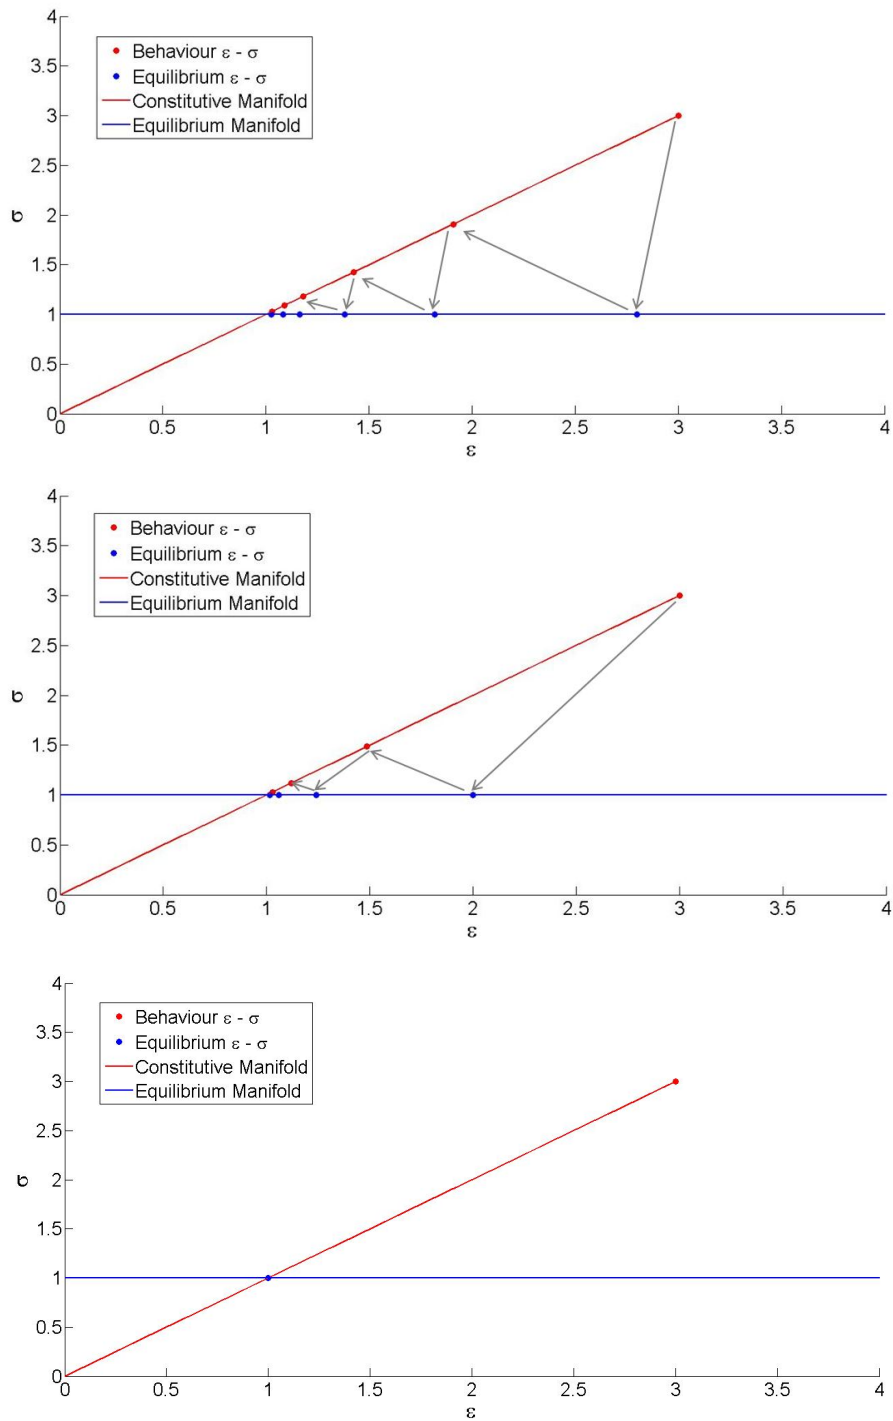 4
3.5
3
2.5
2
1.5
1
0.5
0
σ
Behaviour ε - σ
Equilibrium ε - σ
Constitutive Manifold
Equilibrium Manifold
0 0.5 1 1.5 2 2.5 3 3.5 4
ε
4
3.5
3
2.5
2
1.5
1
0.5
0
σ
Behaviour ε - σ
Equilibrium ε - σ
Constitutive Manifold
Equilibrium Manifold
0 0.5 1 1.5 2 2.5 3 3.5 4
ε
4
3.5
3
2.5
2
1.5
1
0.5
0
σ
Behaviour ε - σ
Equilibrium ε - σ
Constitutive Manifold
Equilibrium Manifold
0 0.5 1 1.5 2 2.5 3 3.5 4
ε